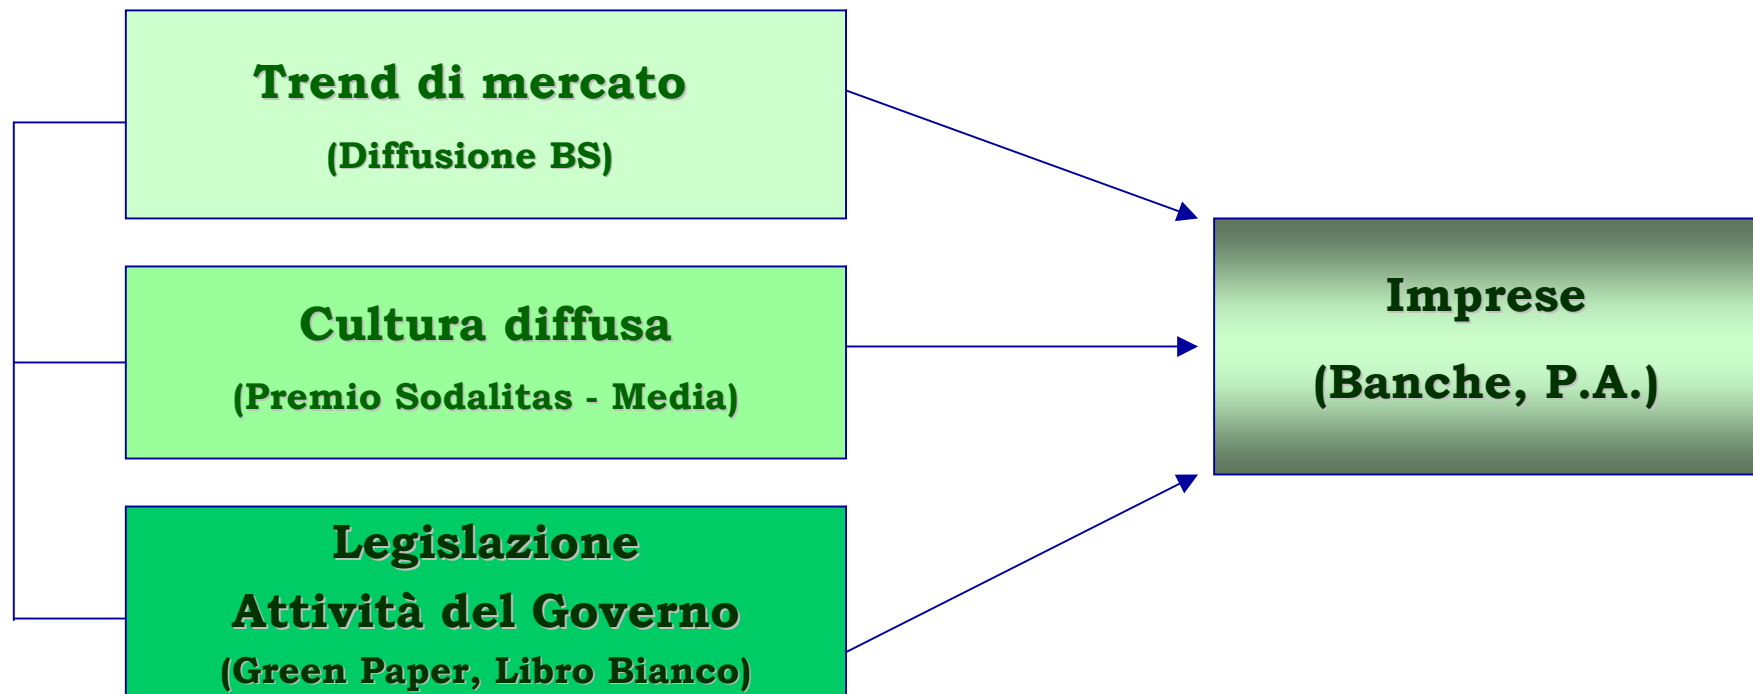 Trend di mercato
(Diffusione BS)
Cultura diffusa
(Premio Sodalitas - Media)
Legislazione
Attività del Governo
(Green Paper, Libro Bianco)
Imprese
(Banche, P.A.)